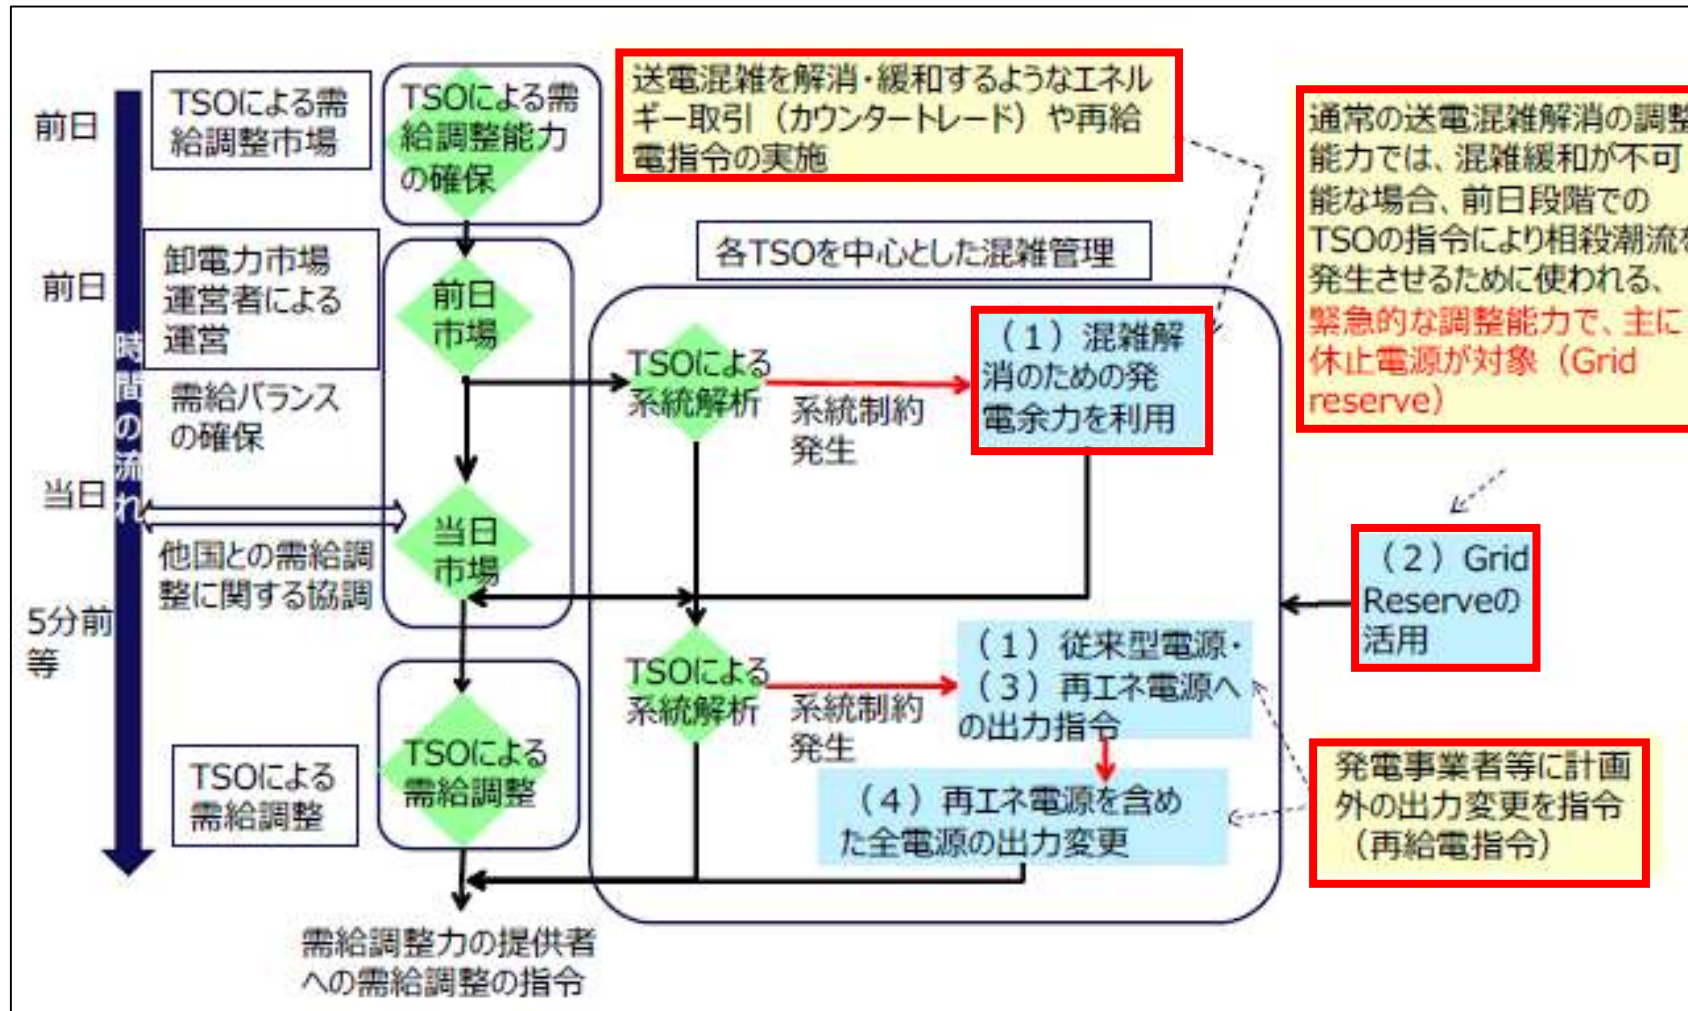 前日
TSOによる需
給調整市場
TSOによる需
給調整能力
の確保
送電混雑を解消・緩和するようなエネル
ギー取引（カウンタートレード）や再給
電指令の実施
通常の送電混雑解消の調整
能力では、混雑緩和が不可
能な場合、前日段階での
TSOの指令により相殺潮流を
発生させるために使われる、
緊急的な調整能力で、主に
休止電源が対象（Grid
reserve）
各TSOを中心とした混雑管理
前日
卸電力市場
運営者による
運営
前日
市場
時間の流れ
需給バランス
の確保
TSOによる
系統解析
系統制約
発生
（1）混雑解
消のための発
電余力を利用
当日
当日
市場
他国との需給調
整に関する協調
（2）Grid
Reserveの
活用
5分前
等
TSOによる
系統解析
系統制約
発生
（1）従来型電源・
（3）再エネ電源へ
の出力指令
TSOによる
需給調整
TSOによる
需給調整
（4）再エネ電源を含め
た全電源の出力変更
発電事業者等に計画
外の出力変更を指令
（再給電指令）
需給調整力の提供者
への需給調整の指令